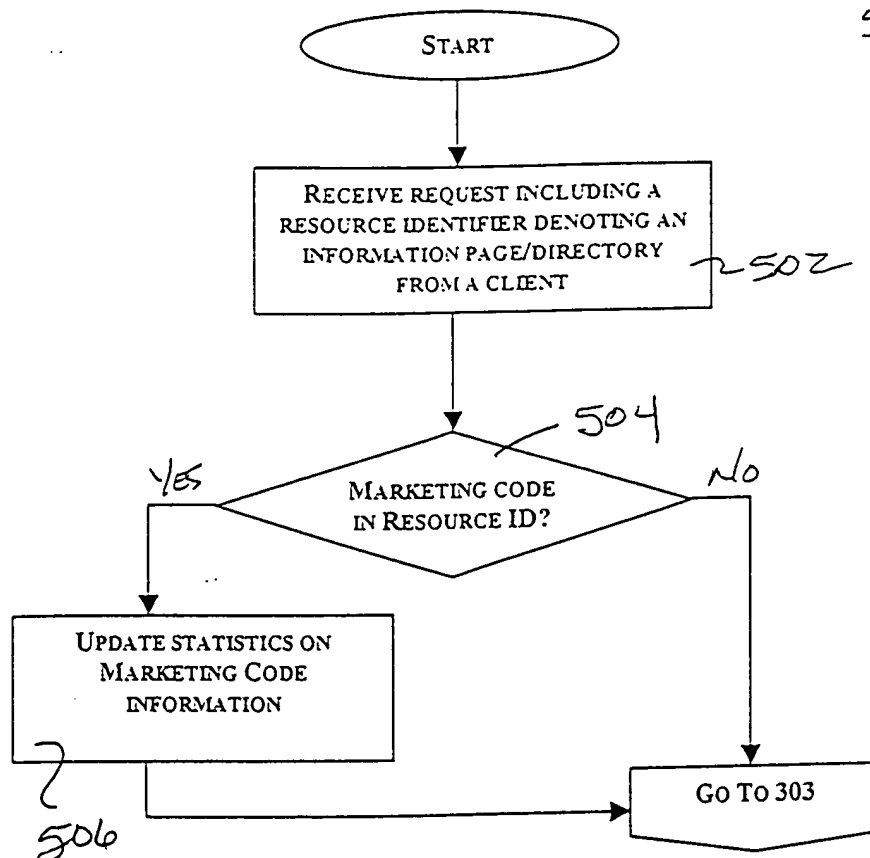 START
RECEIVE REQUEST INCLUDING A
RESOURCE IDENTIFIER DENOTING AN
INFORMATION PAGE/DIRECTORY
FROM A CLIENT
502
504
YES
NO
MARKETING CODE
IN RESOURCE ID?
UPDATE STATISTICS ON
MARKETING CODE
INFORMATION
506
GO TO 303